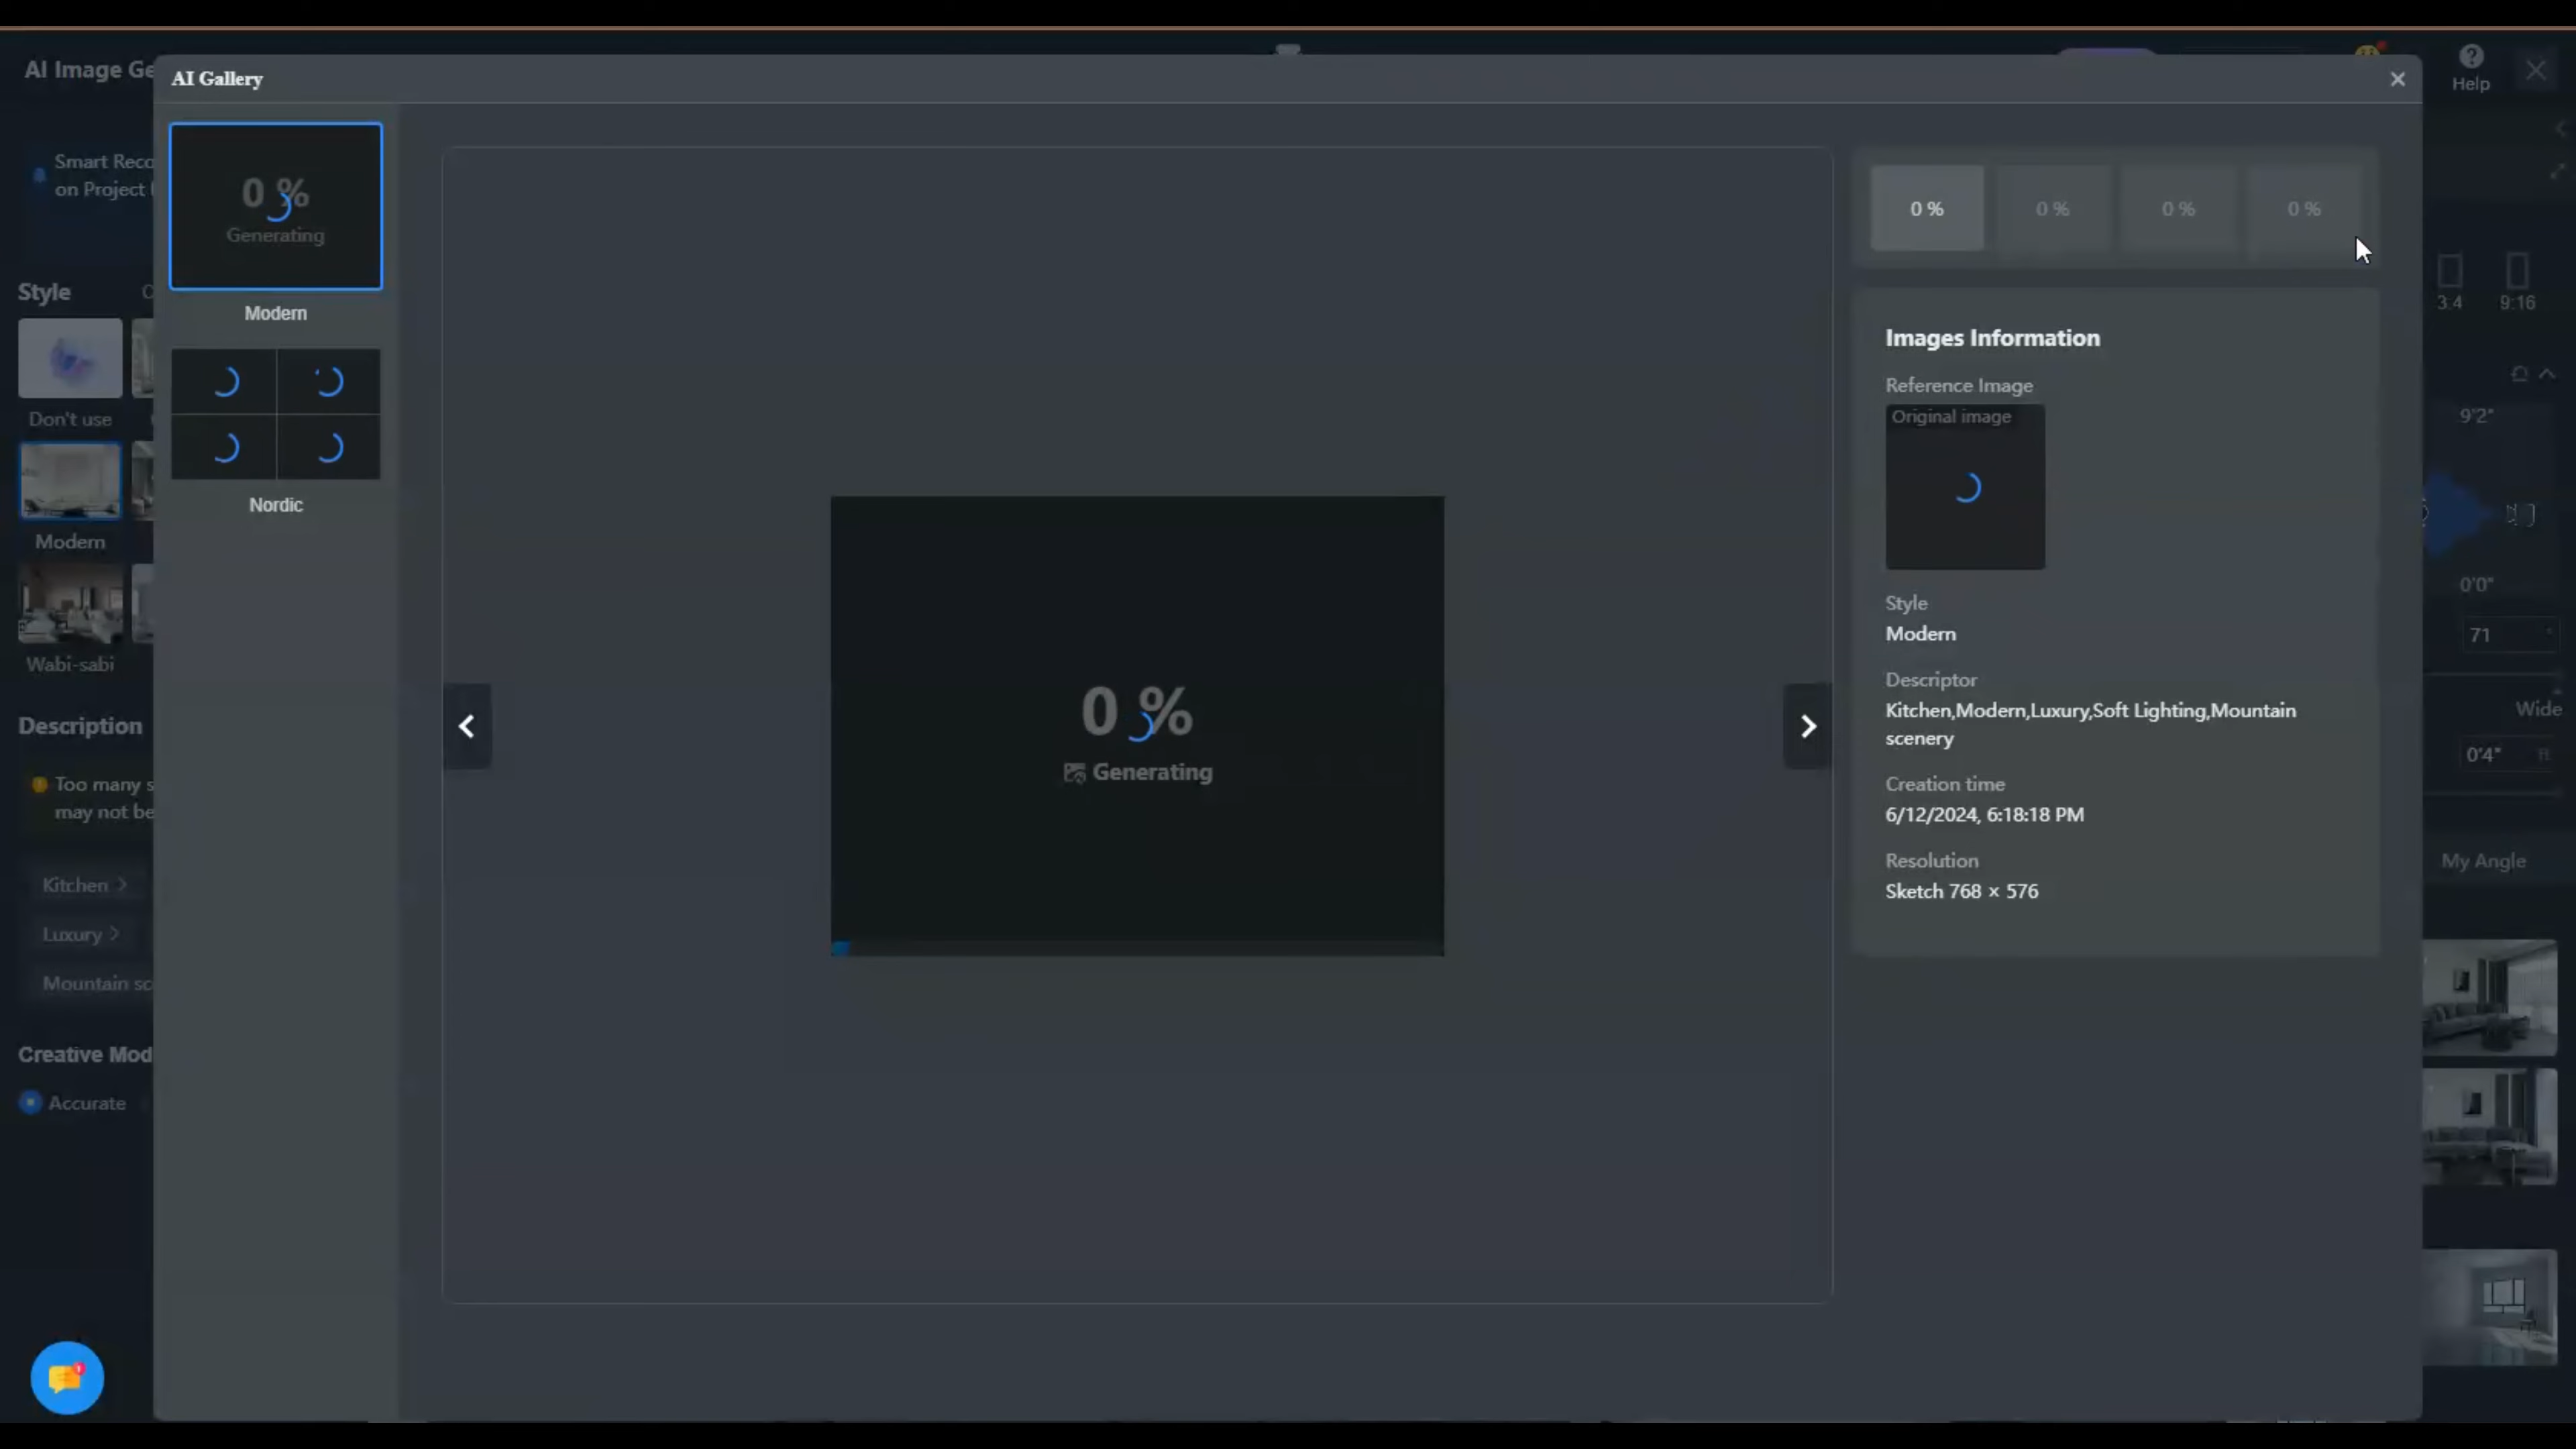 AI Image Ge
AI Gallery
Help
Smart Reco
on Project
Style
Don't use
Modern
Wabi-sabi
Description
Too many s
may not be
Kitchen >
Luxury >
Mountain sc
Creative Mod
Accurate
0 %
Generating
Modern
Nordic
0 %
Generating
0 %
0 %
0 %
0 %
Images Information
Reference Image
Original image
Style
Modern
Descriptor
Kitchen,Modern,Luxury,Soft Lighting,Mountain
scenery
Creation time
6/12/2024, 6:18:18 PM
Resolution
Sketch 768 × 576
3:4
9:16
9'2"
0'0"
71
Wide
0'4"
ft
My Angle